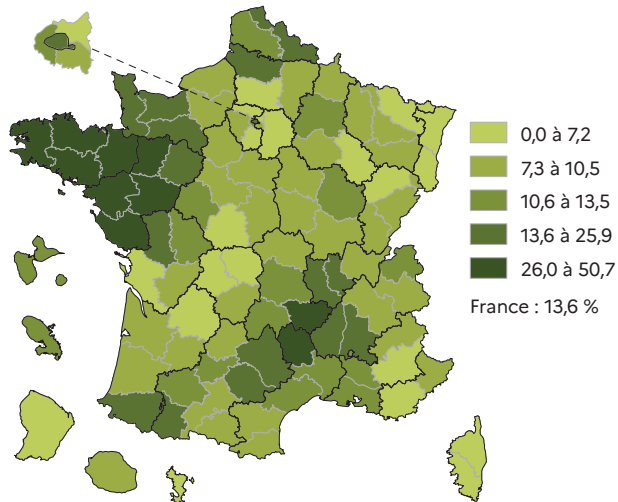 0,0 à 7,2
7,3 à 10,5
10,6 à 13,5
13,6 à 25,9
26,0 à 50,7
France : 13,6 %